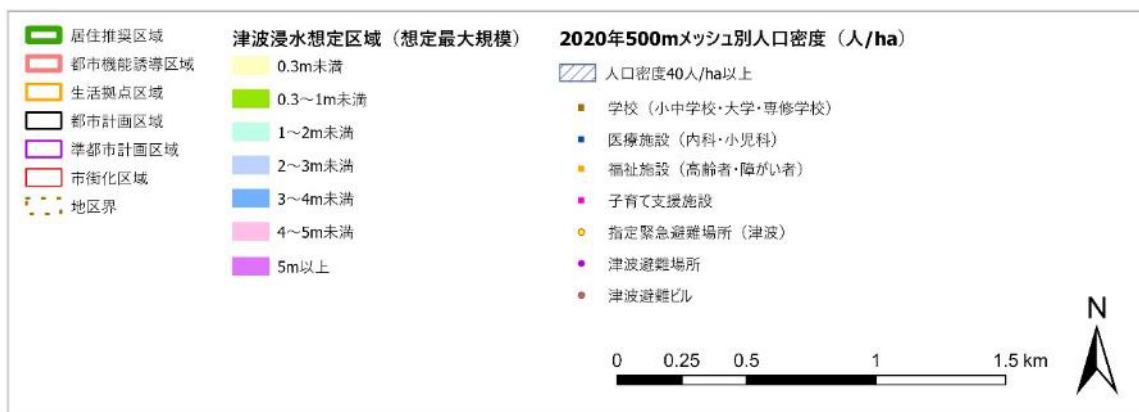 居住推奨区域
都市機能誘導区域
生活拠点区域
都市計画区域
準都市計画区域
市街化区域
地区界
津波浸水想定区域（想定最大規模）
0.3m未満
0.3～1m未満
1～2m未満
2～3m未満
3～4m未満
4～5m未満
5m以上
2020年500mメッシュ別人口密度（人/ha）
人口密度40人/ha以上
学校（小中学校・大学・専修学校）
医療施設（内科・小児科）
福祉施設（高齢者・障がい者）
子育て支援施設
指定緊急避難場所（津波）
津波避難場所
津波避難ビル
0 0.25 0.5 1 1.5 km
N